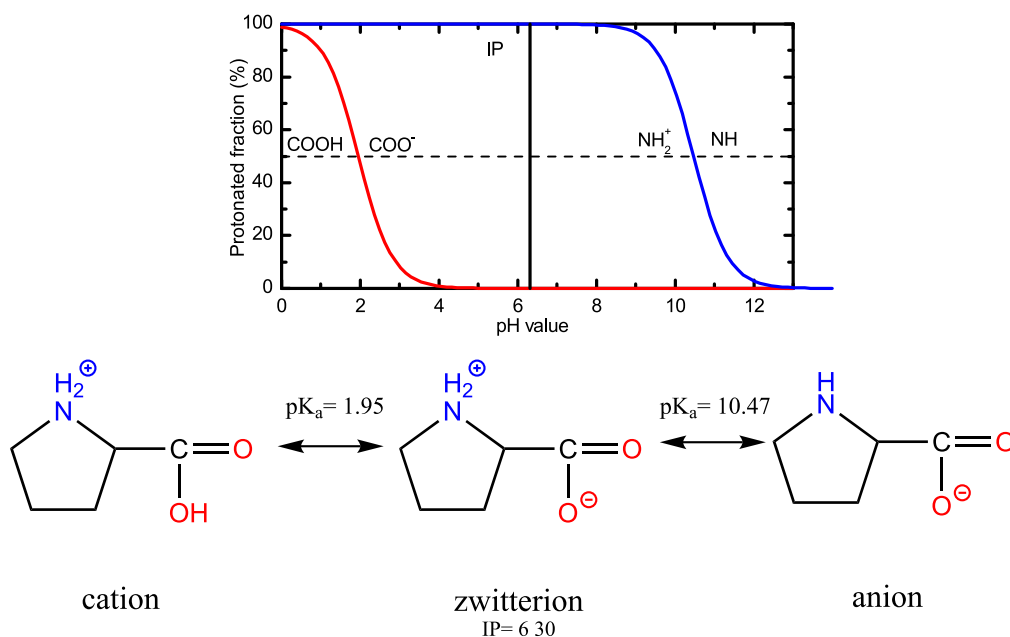 100
80
60
40
20
0
Protonated fraction (%)
IP
COOH
COO⁻
NH₂⁺
NH
0 2 4 6 8 10 12
pH value
H₂⊕
N
C
O
OH
pKₐ= 1.95
H₂⊕
N
C
O
O⊖
pKₐ= 10.47
H
N
C
O
O⊖
cation
zwitterion
anion
IP= 6 30